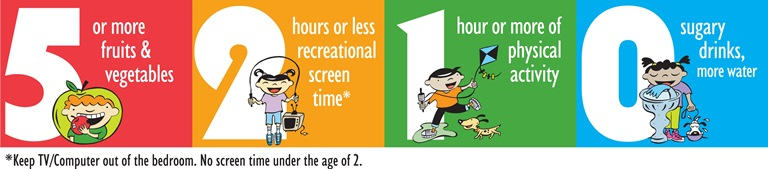 5
or more
fruits &
vegetables
2
hours or less
recreational
screen
time*
1
hour or more of
physical
activity
0
sugary
drinks,
more water
*Keep TV/Computer out of the bedroom. No screen time under the age of 2.